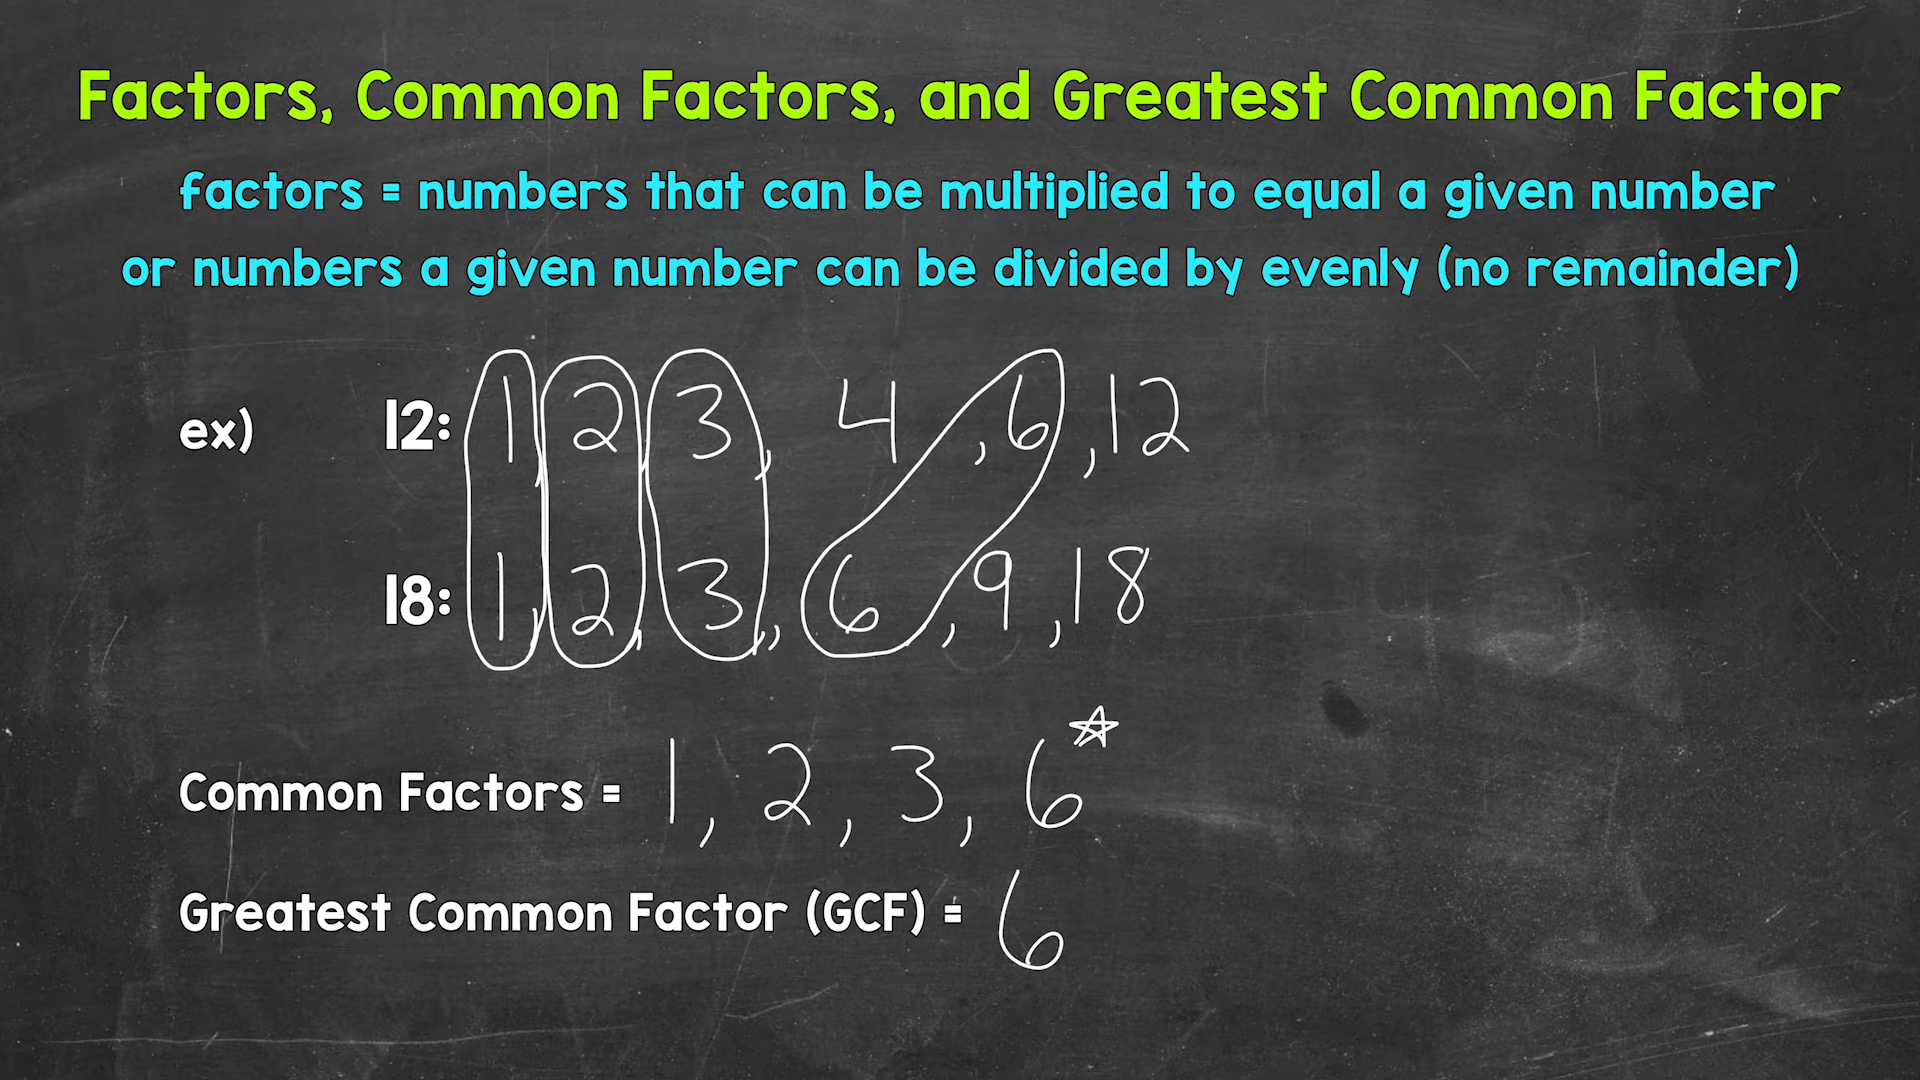 Factors, Common Factors, and Greatest Common Factor
factors = numbers that can be multiplied to equal a given number
or numbers a given number can be divided by evenly (no remainder)
ex) 12: 1, 2, 3, 4, 6, 12
18: 1, 2, 3, 6, 9, 18
Common Factors = 1, 2, 3, 6
Greatest Common Factor (GCF) = 6